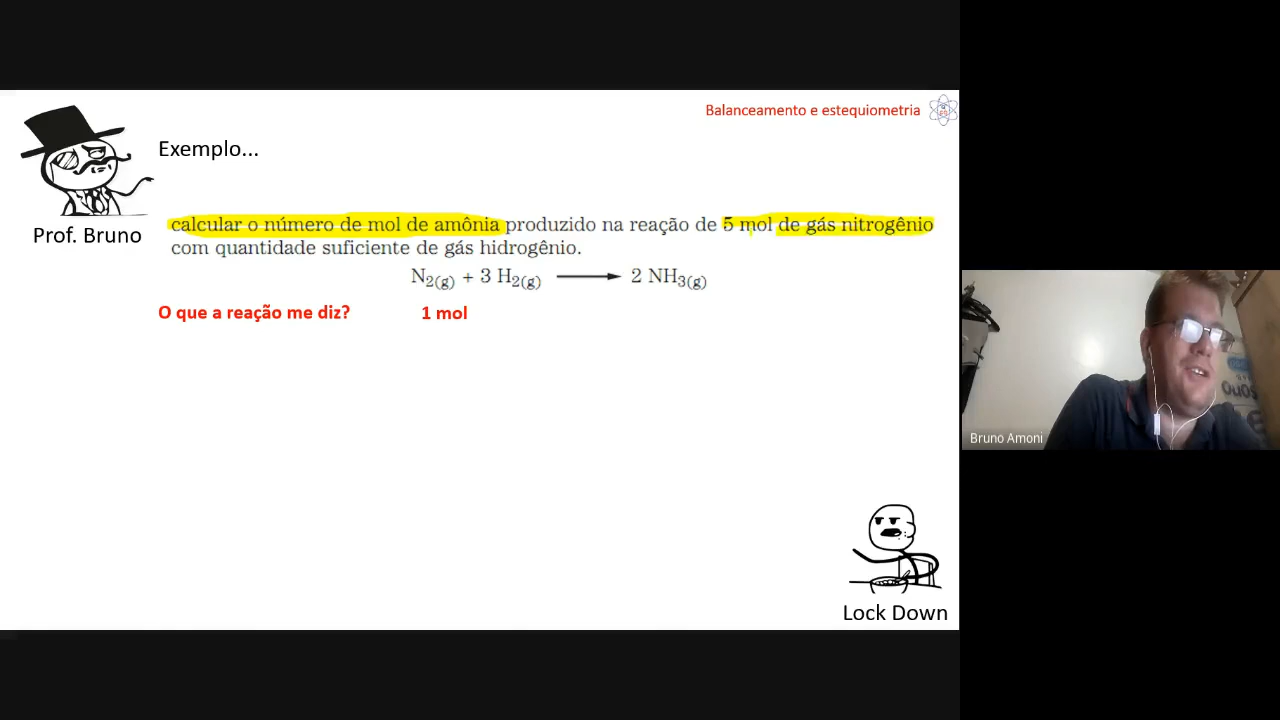 Balanceamento e estequiometria
Exemplo...
Prof. Bruno
calcular o número de mol de amônia produzido na reação de 5 mol de gás nitrogênio
com quantidade suficiente de gás hidrogênio.
N2(g) + 3 H2(g) ⟶ 2 NH3(g)
O que a reação me diz? 1 mol
Bruno Amoni
Lock Down